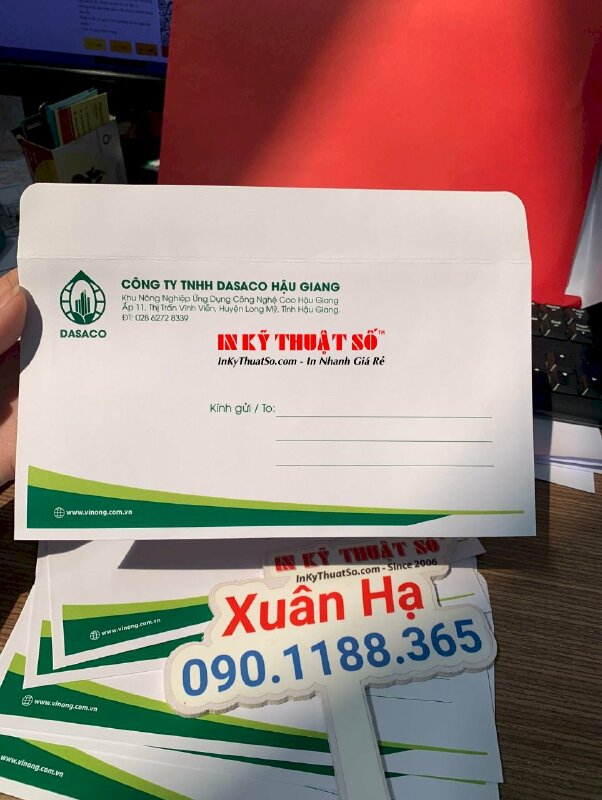 CÔNG TY TNHH DASACO HẬU GIANG
Khu Nông Nghiệp Ứng Dụng Công Nghệ Cao Hậu Giang
Ấp 11, Thị Trấn Vĩnh Viễn, Huyện Long Mỹ, Tỉnh Hậu Giang.
ĐT: 028 6272 8339
DASACO
IN KỸ THUẬT SỐ™
InKyThuatSo.com - In Nhanh Giá Rẻ
Kính gửi / To:
www.vinong.com.vn
IN KỸ THUẬT SỐ
InKyThuatSo.com - Since 2006
Xuân Hạ
090.1188.365
www.vinong.com.vn
www.vinong.com.vn
www.vinong.com.vn